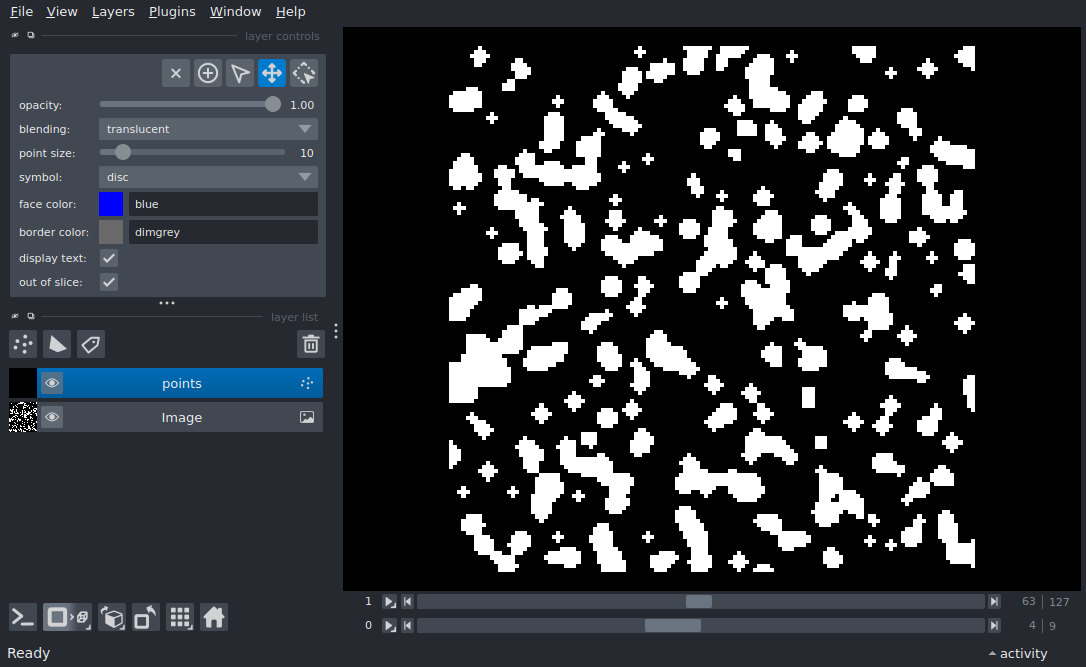 File View Layers Plugins Window Help
layer controls
opacity: 1.00
blending: translucent
point size: 10
symbol: disc
face color: blue
border color: dimgrey
display text:
out of slice:
layer list
points
Image
1 63 127
0 4 9
Ready activity